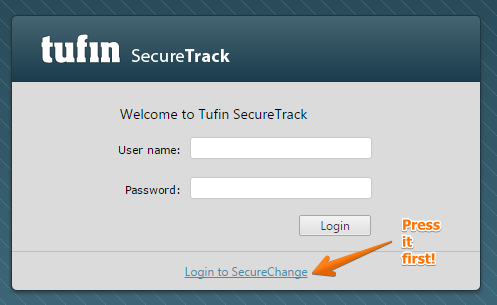 tufin SecureTrack
Welcome to Tufin SecureTrack
User name:
Password:
Login
Press
it
first!
Login to SecureChange